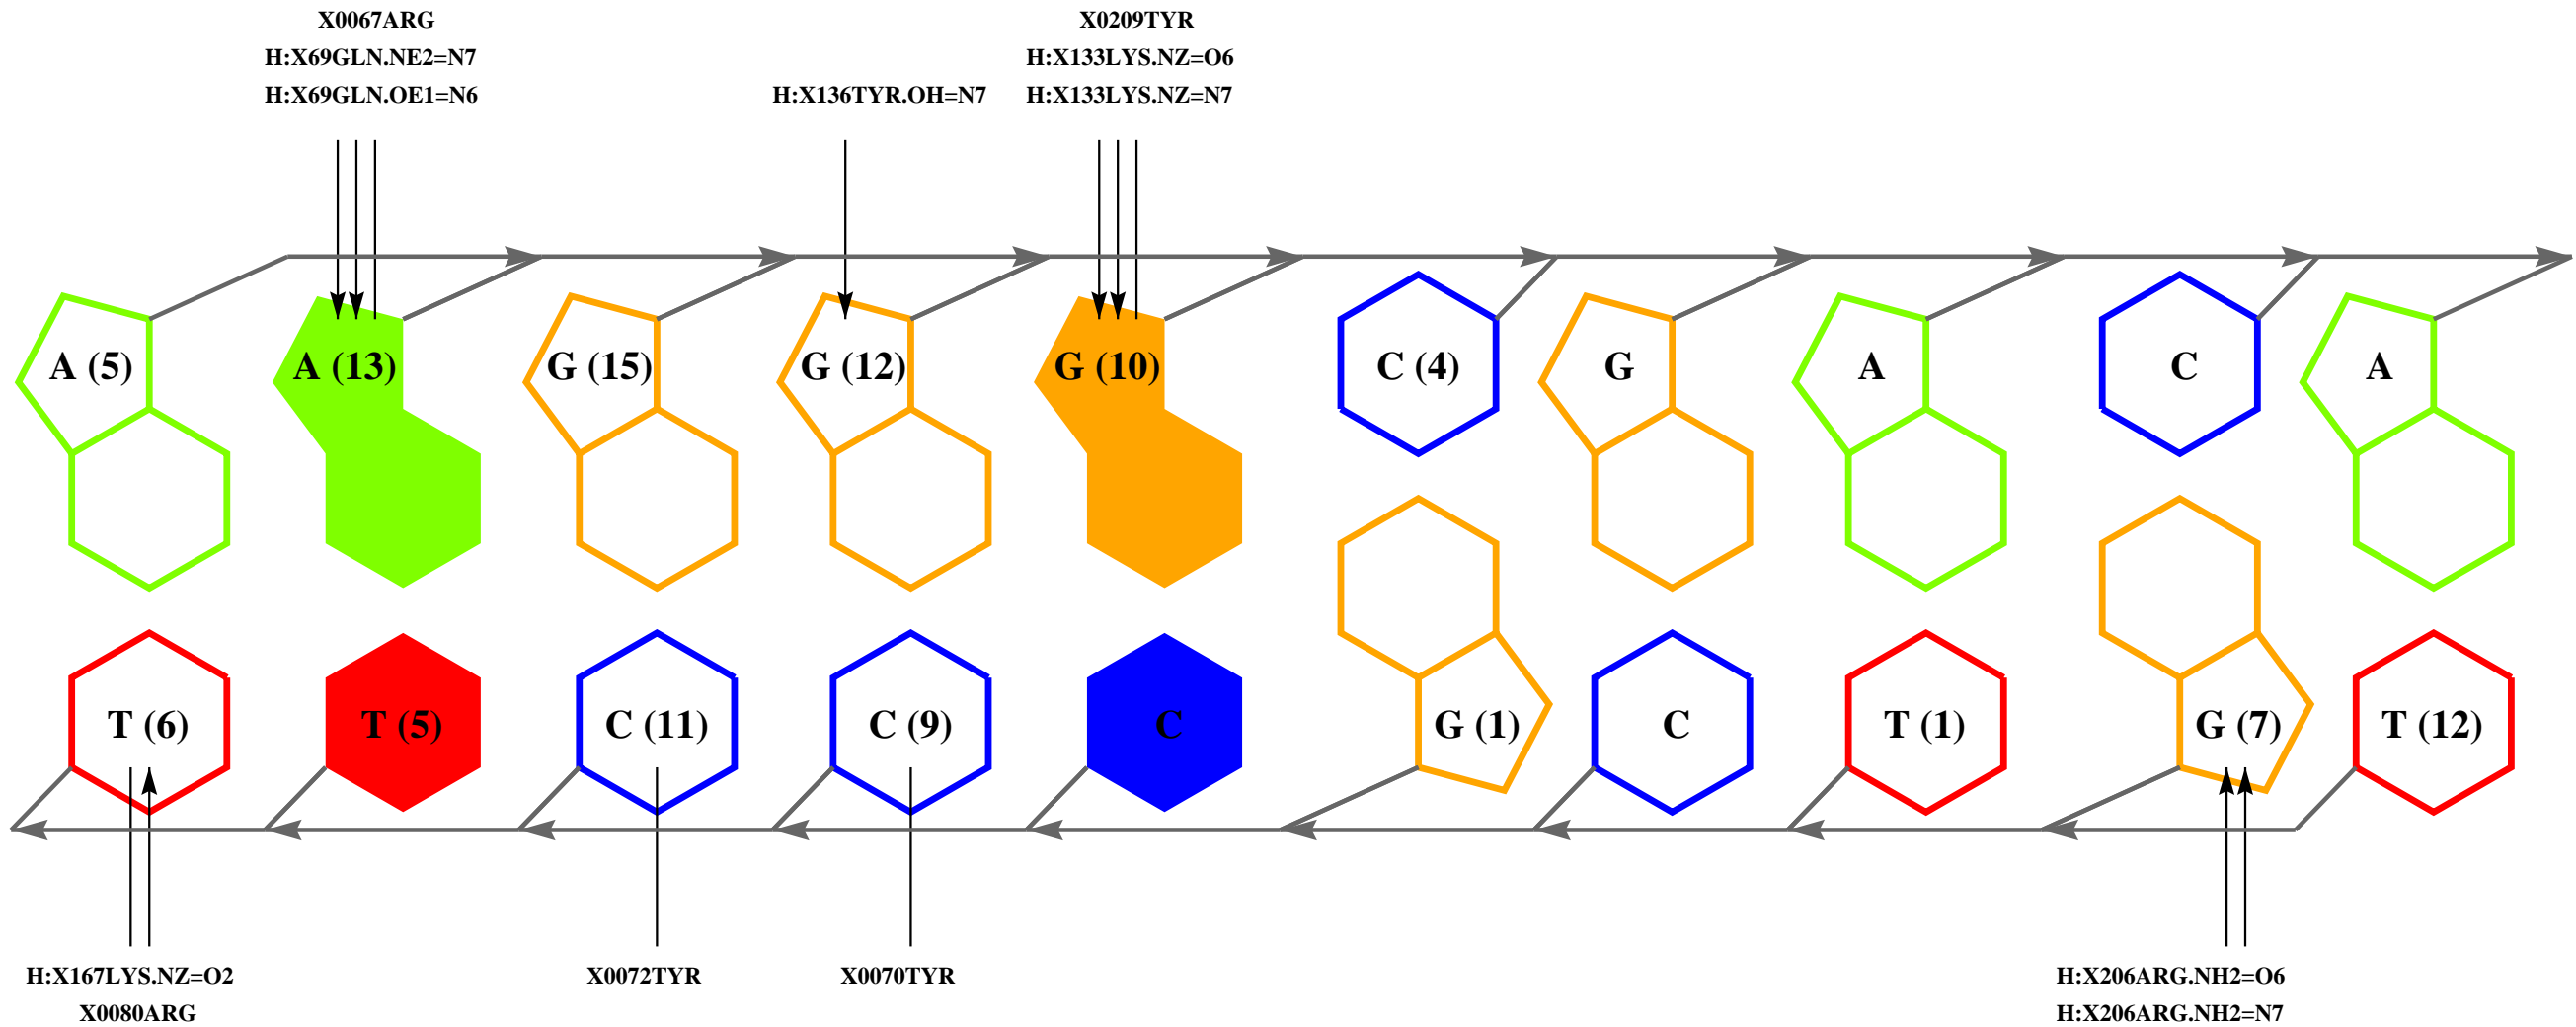 X0067ARG
H:X69GLN.NE2=N7
H:X69GLN.OE1=N6
H:X136TYR.OH=N7
X0209TYR
H:X133LYS.NZ=O6
H:X133LYS.NZ=N7
A (5) A (13) G (15) G (12) G (10) C (4) G A C A
T (6) T (5) C (11) C (9) C G (1) C T (1) G (7) T (12)
H:X167LYS.NZ=O2
X0080ARG
X0072TYR
X0070TYR
H:X206ARG.NH2=O6
H:X206ARG.NH2=N7